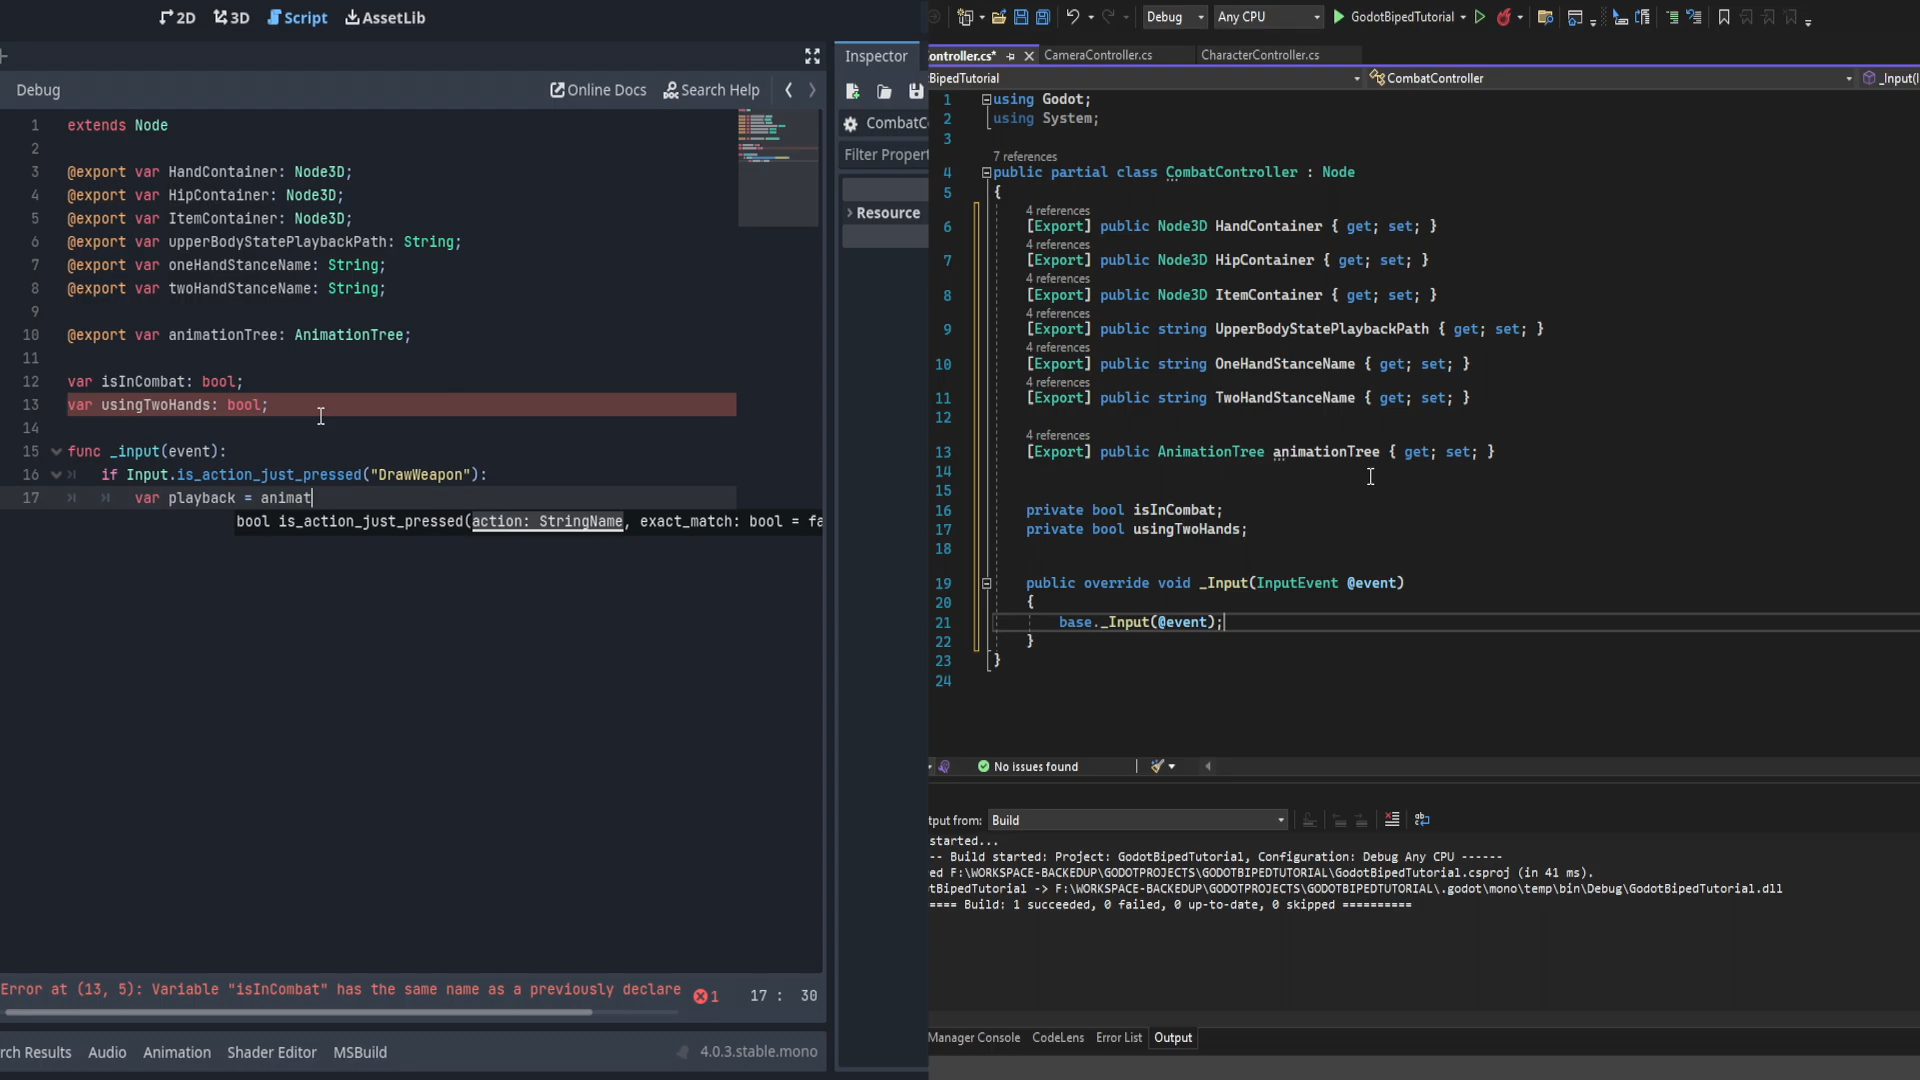 2D 3D Script AssetLib
Debug Online Docs Search Help
1 extends Node
2
3 @export var HandContainer: Node3D;
4 @export var HipContainer: Node3D;
5 @export var ItemContainer: Node3D;
6 @export var upperBodyStatePlaybackPath: String;
7 @export var oneHandStanceName: String;
8 @export var twoHandStanceName: String;
9
10 @export var animationTree: AnimationTree;
11
12 var isInCombat: bool;
13 var usingTwoHands: bool;
14
15 func _input(event):
16 if Input.is_action_just_pressed("DrawWeapon"):
17 var playback = animat
bool is_action_just_pressed(action: StringName, exact_match: bool = fa
Error at (13, 5): Variable "isInCombat" has the same name as a previously declare 1 17 : 30
rch Results Audio Animation Shader Editor MSBuild 4.0.3.stable.mono
Inspector
CombatC
Filter Propert
Resource
Debug Any CPU GodotBipedTutorial
ontroller.cs* CameraController.cs CharacterController.cs
BipedTutorial CombatController _Input(I
1 using Godot;
2 using System;
3
7 references
4 public partial class CombatController : Node
5 {
4 references
6 [Export] public Node3D HandContainer { get; set; }
4 references
7 [Export] public Node3D HipContainer { get; set; }
4 references
8 [Export] public Node3D ItemContainer { get; set; }
4 references
9 [Export] public string UpperBodyStatePlaybackPath { get; set; }
4 references
10 [Export] public string OneHandStanceName { get; set; }
4 references
11 [Export] public string TwoHandStanceName { get; set; }
12
4 references
13 [Export] public AnimationTree animationTree { get; set; }
14
15
16 private bool isInCombat;
17 private bool usingTwoHands;
18
19 public override void _Input(InputEvent @event)
20 {
21 base._Input(@event);
22 }
23 }
24
No issues found
tput from: Build
started...
-- Build started: Project: GodotBipedTutorial, Configuration: Debug Any CPU ------
ed F:\WORKSPACE-BACKEDUP\GODOTPROJECTS\GODOTBIPEDTUTORIAL\GodotBipedTutorial.csproj (in 41 ms).
otBipedTutorial -> F:\WORKSPACE-BACKEDUP\GODOTPROJECTS\GODOTBIPEDTUTORIAL\.godot\mono\temp\bin\Debug\GodotBipedTutorial.dll
==== Build: 1 succeeded, 0 failed, 0 up-to-date, 0 skipped ==========
Manager Console CodeLens Error List Output